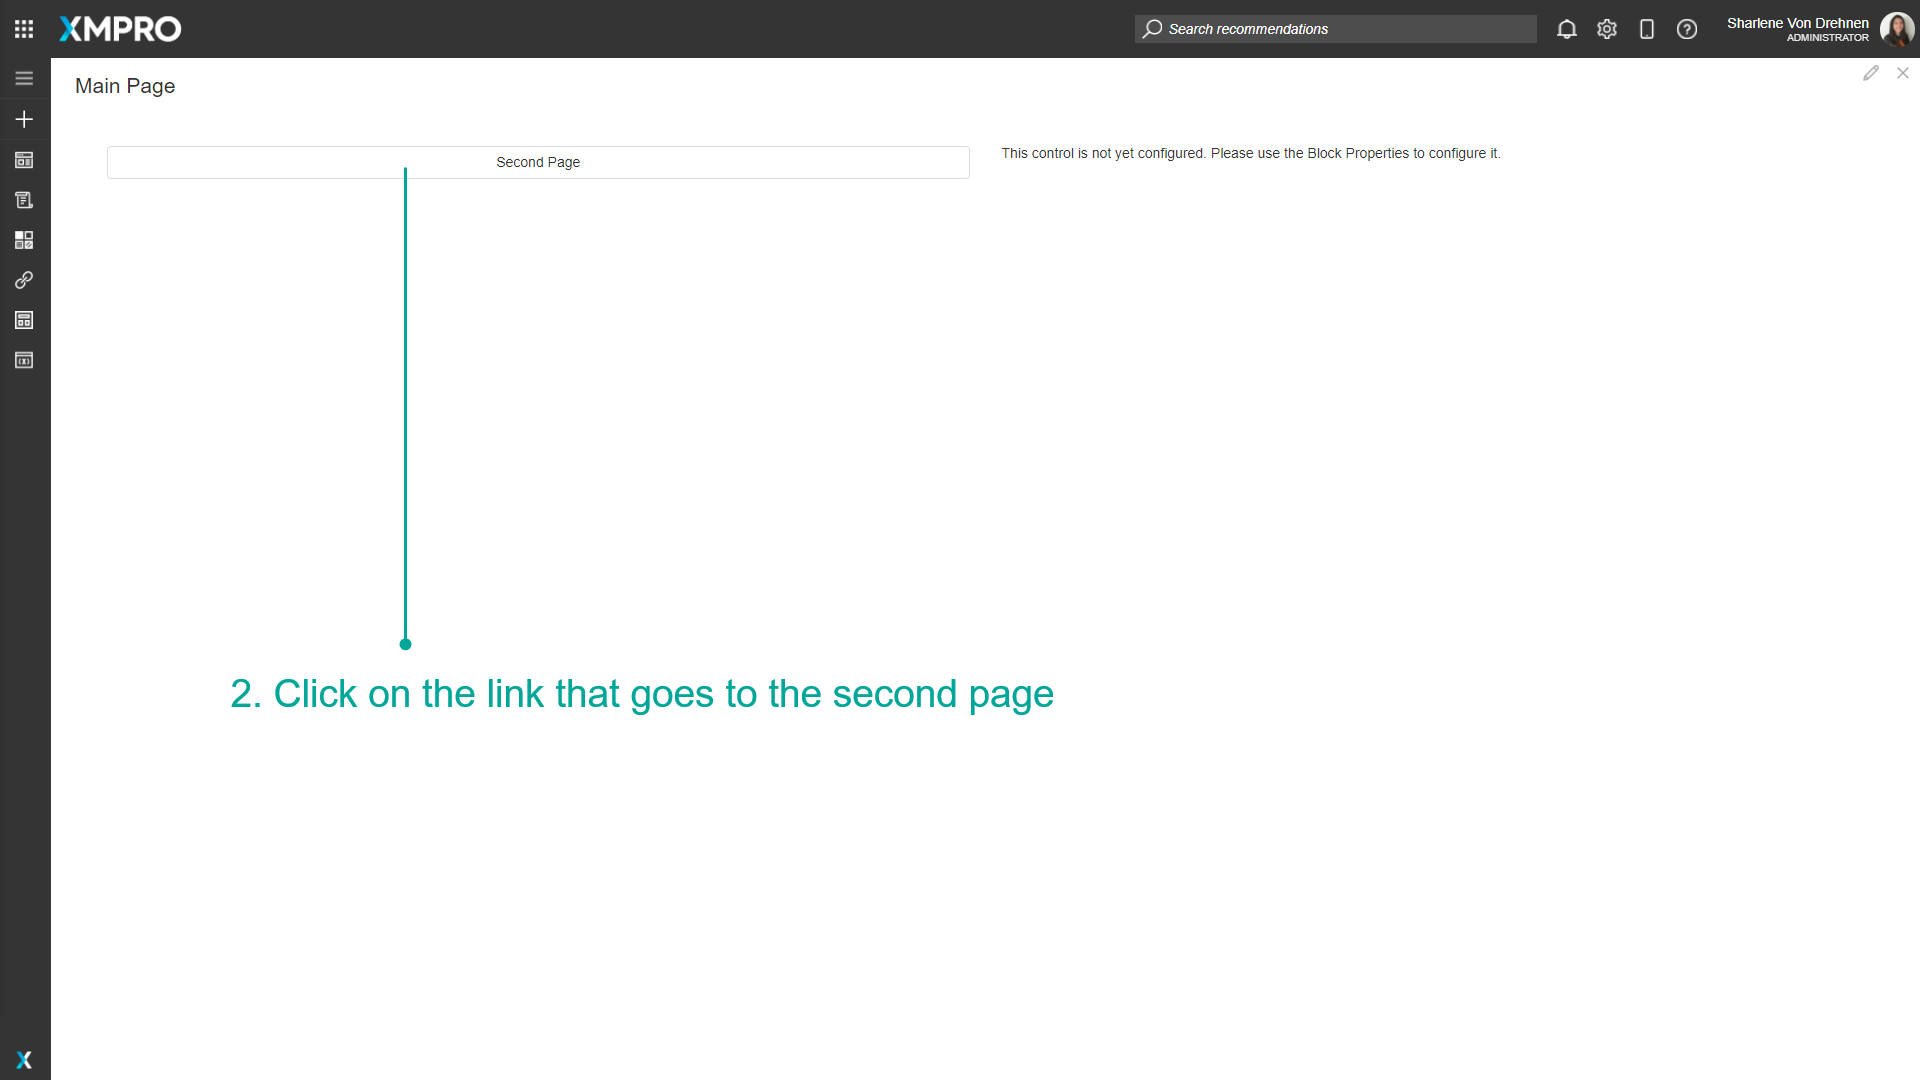 XMPRO
Search recommendations
Sharlene Von Drehnen
ADMINISTRATOR
Main Page
Second Page
This control is not yet configured. Please use the Block Properties to configure it.
2. Click on the link that goes to the second page